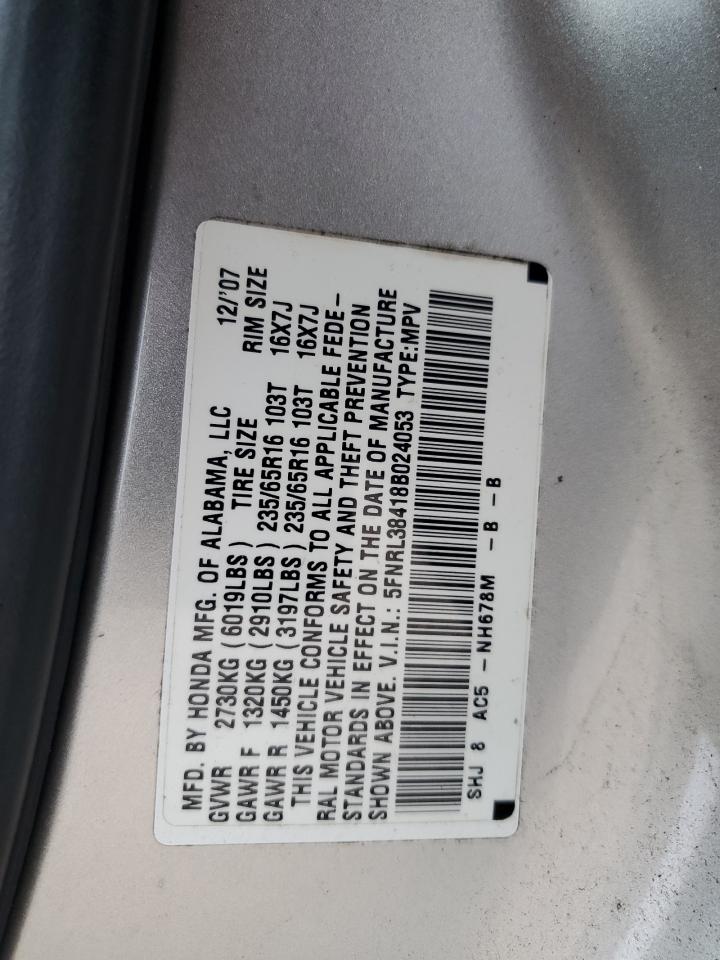 MFD. BY HONDA MFG. OF ALABAMA, LLC 12/'07
GVWR 2730KG ( 6019LBS ) TIRE SIZE RIM SIZE
GAWR F 1320KG ( 2910LBS ) 235/65R16 103T 16X7J
GAWR R 1450KG ( 3197LBS ) 235/65R16 103T 16X7J
THIS VEHICLE CONFORMS TO ALL APPLICABLE FEDE-
RAL MOTOR VEHICLE SAFETY AND THEFT PREVENTION
STANDARDS IN EFFECT ON THE DATE OF MANUFACTURE
SHOWN ABOVE. V.I.N.: 5FNRL38418B024053 TYPE:MPV
SHJ 8 AC5 -NH678M -B -B